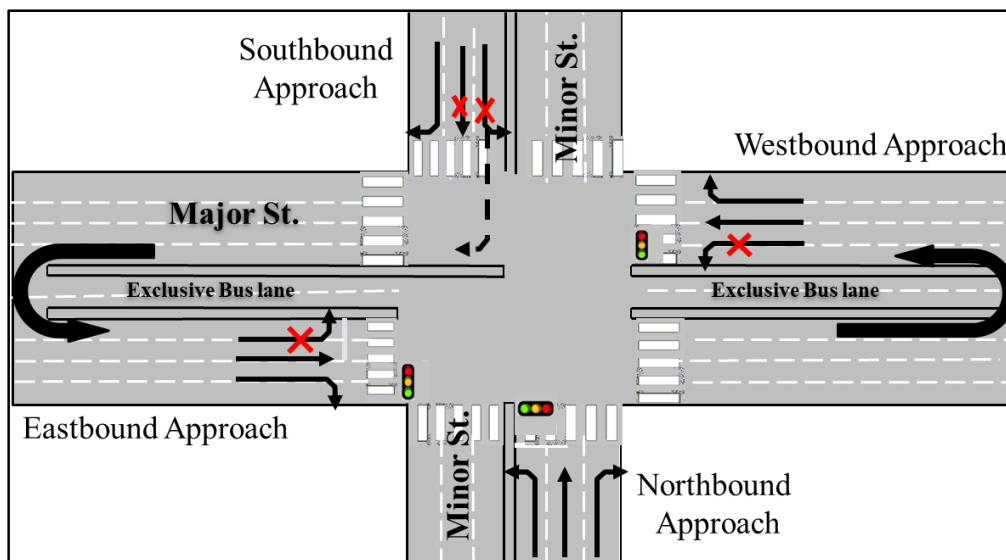 Southbound
Approach
Minor St.
Westbound Approach
Major St.
Exclusive Bus lane
Exclusive Bus lane
Eastbound Approach
Minor St.
Northbound
Approach